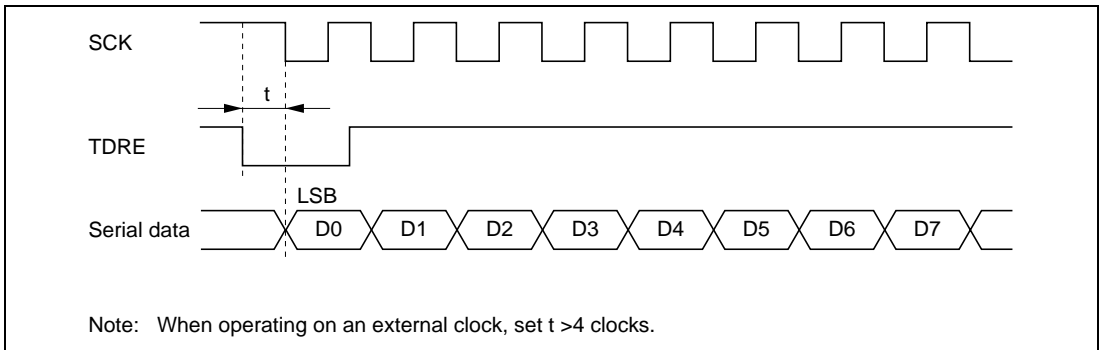 SCK
t
TDRE
LSB
Serial data D0 D1 D2 D3 D4 D5 D6 D7
Note: When operating on an external clock, set t >4 clocks.